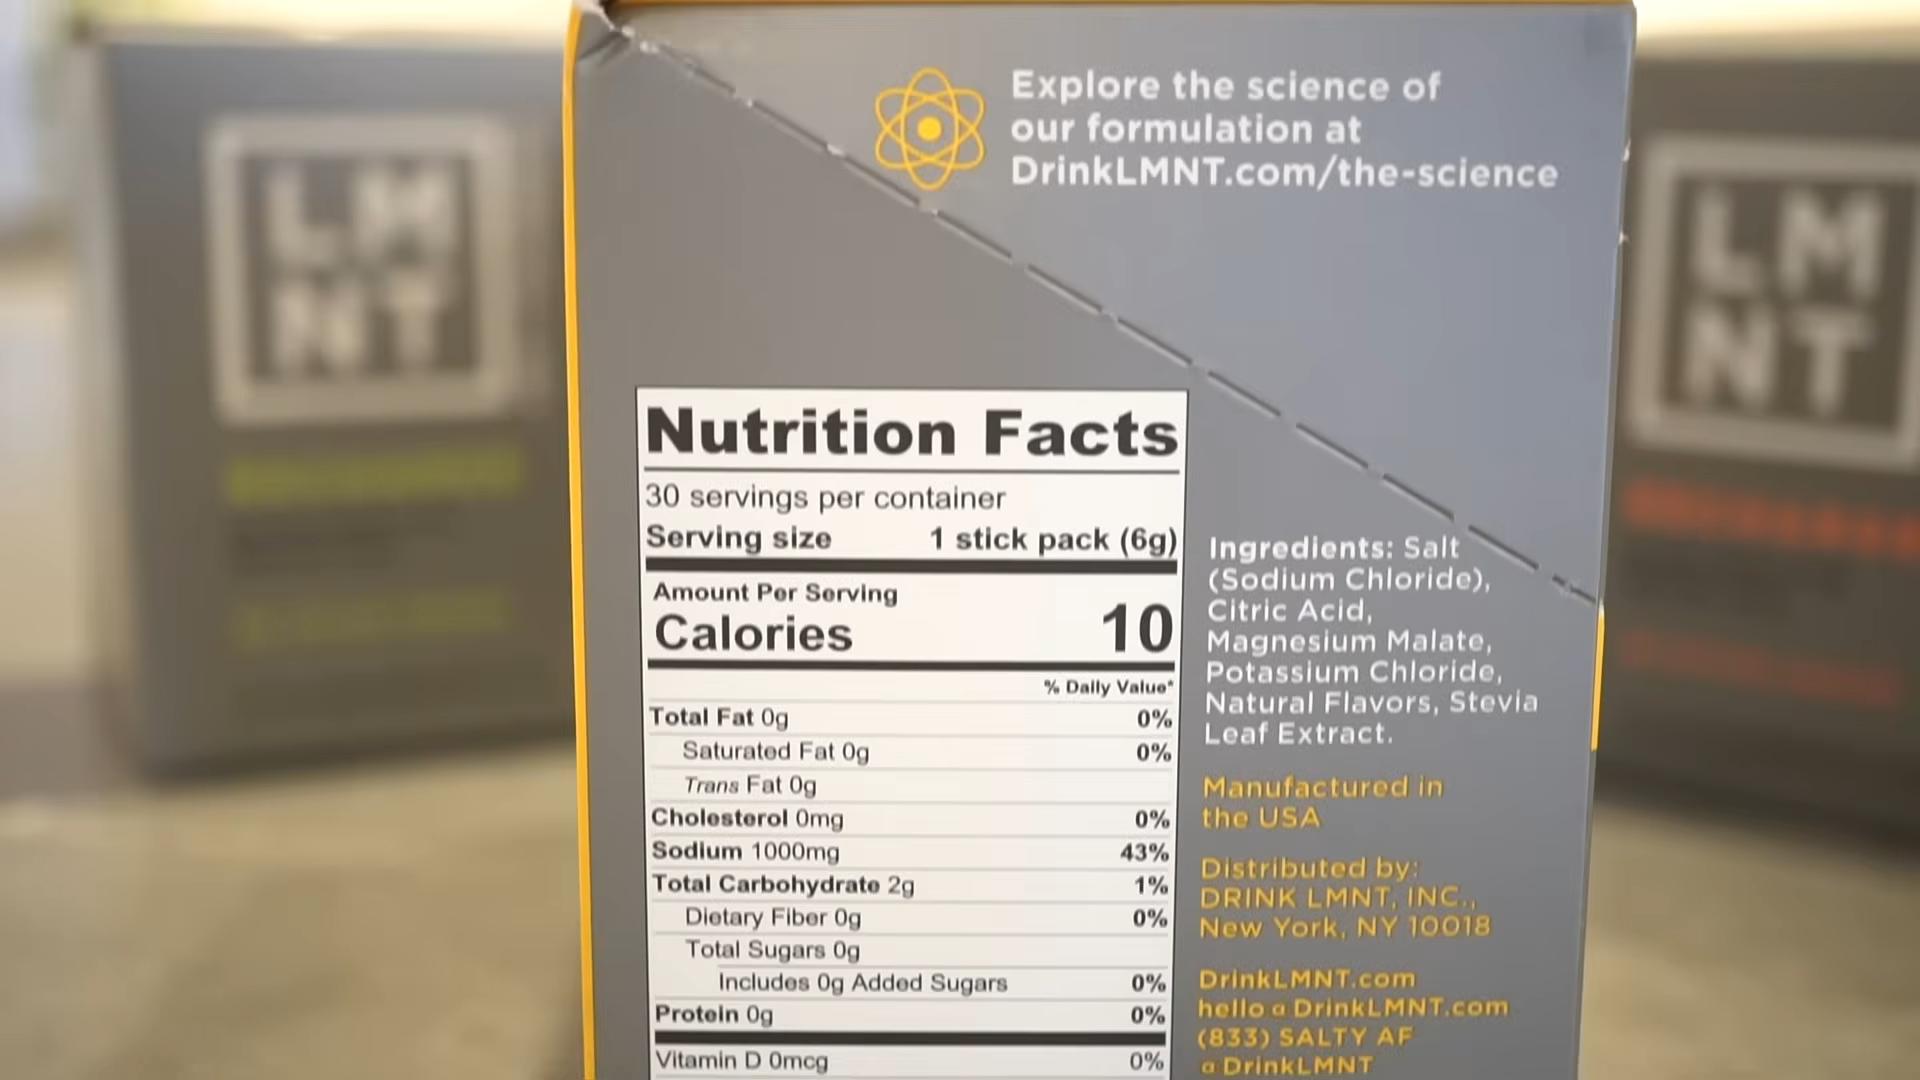 LM
NT
Explore the science of
our formulation at
DrinkLMNT.com/the-science
LM
NT
Nutrition Facts
30 servings per container
Serving size 1 stick pack (6g)
Amount Per Serving
Calories 10
% Daily Value*
Total Fat 0g 0%
Saturated Fat 0g 0%
Trans Fat 0g
Cholesterol 0mg 0%
Sodium 1000mg 43%
Total Carbohydrate 2g 1%
Dietary Fiber 0g 0%
Total Sugars 0g
Includes 0g Added Sugars 0%
Protein 0g 0%
Vitamin D 0mcg 0%
Ingredients: Salt
(Sodium Chloride),
Citric Acid,
Magnesium Malate,
Potassium Chloride,
Natural Flavors, Stevia
Leaf Extract.
Manufactured in
the USA
Distributed by:
DRINK LMNT, INC.,
New York, NY 10018
DrinkLMNT.com
hello@DrinkLMNT.com
(833) SALTY AF
@DrinkLMNT